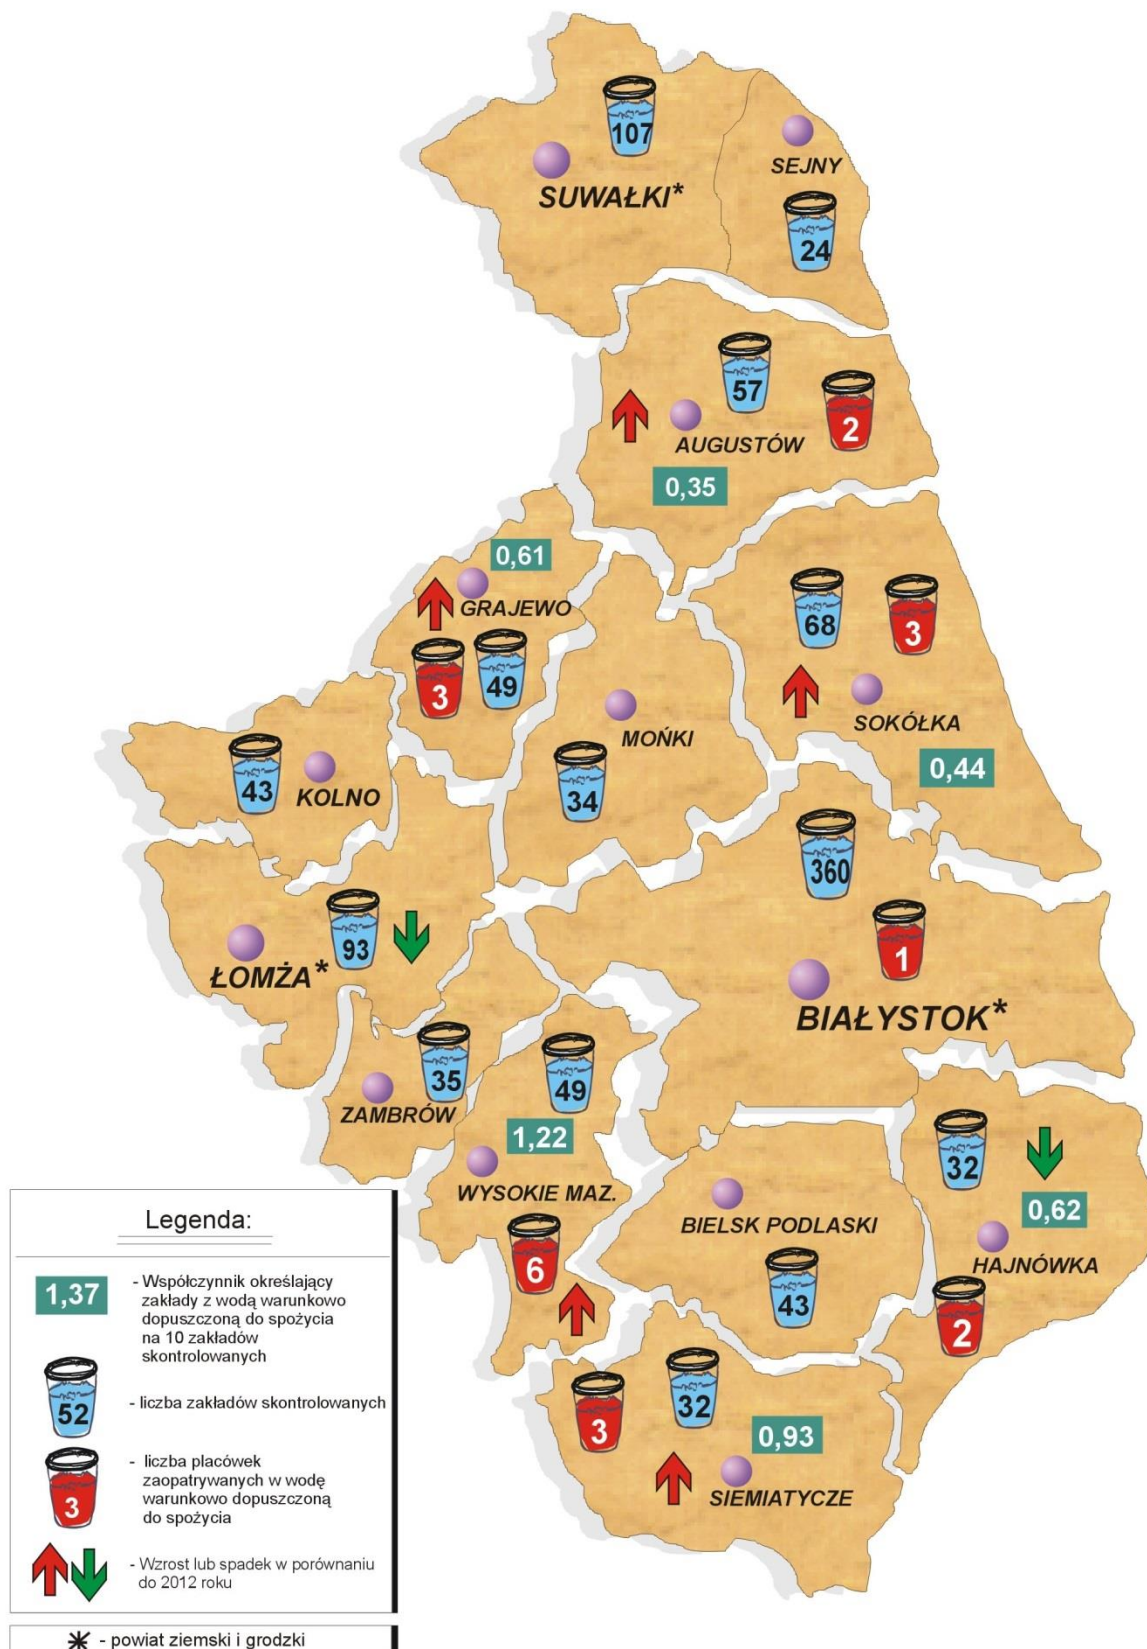 107
SUWAŁKI*
SEJNY
24
57
2
AUGUSTÓW
0,35
0,61
GRAJEWO
3
49
68
3
SOKÓŁKA
0,44
MOŃKI
34
43
KOLNO
360
1
BIAŁYSTOK*
93
ŁOMŻA*
35
ZAMBRÓW
49
1,22
WYSOKIE MAZ.
6
BIELSK PODLASKI
43
32
0,62
HAJNÓWKA
2
3
32
0,93
SIEMIATYCZE
Legenda:
1,37
- Współczynnik określający
zakłady z wodą warunkowo
dopuszczoną do spożycia
na 10 zakładów
skontrolowanych
52
- liczba zakładów skontrolowanych
3
- liczba placówek
zaopatrywanych w wodę
warunkowo dopuszczoną
do spożycia
- Wzrost lub spadek w porównaniu
do 2012 roku
* - powiat ziemski i grodzki